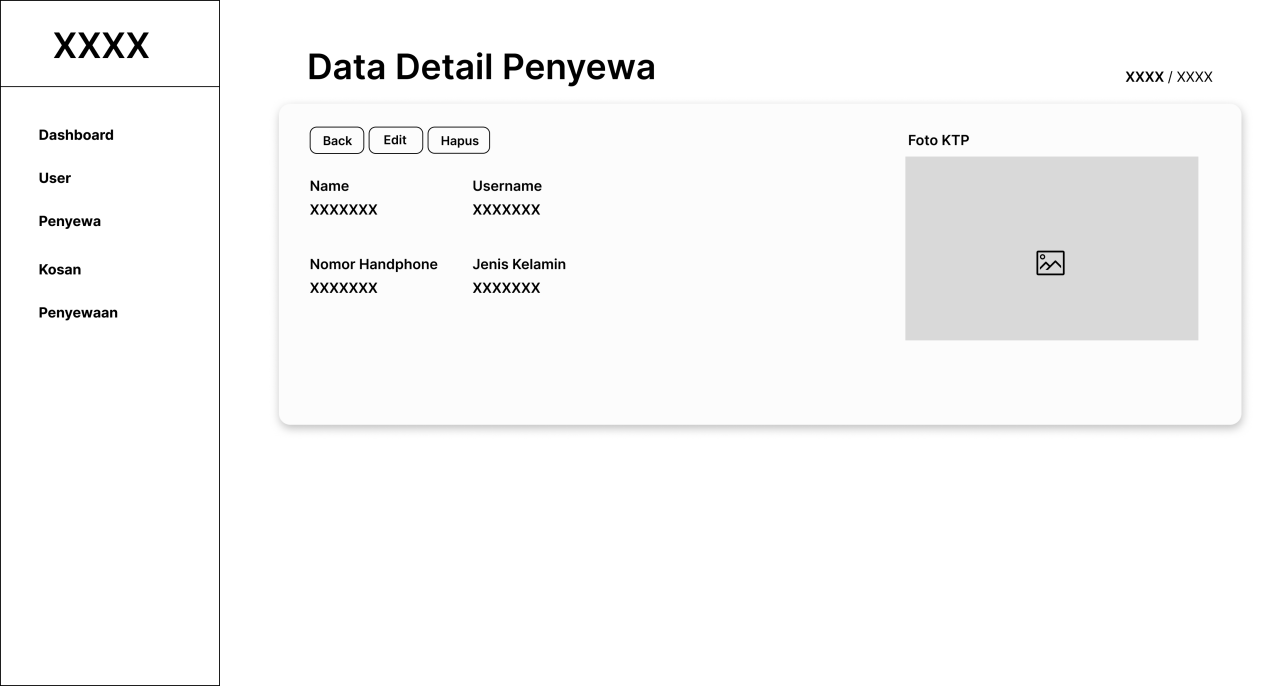 XXXX
Dashboard
User
Penyewa
Kosan
Penyewaan
Data Detail Penyewa
XXXX / XXXX
Back Edit Hapus
Name Username
XXXXXXX XXXXXXX
Nomor Handphone Jenis Kelamin
XXXXXXX XXXXXXX
Foto KTP